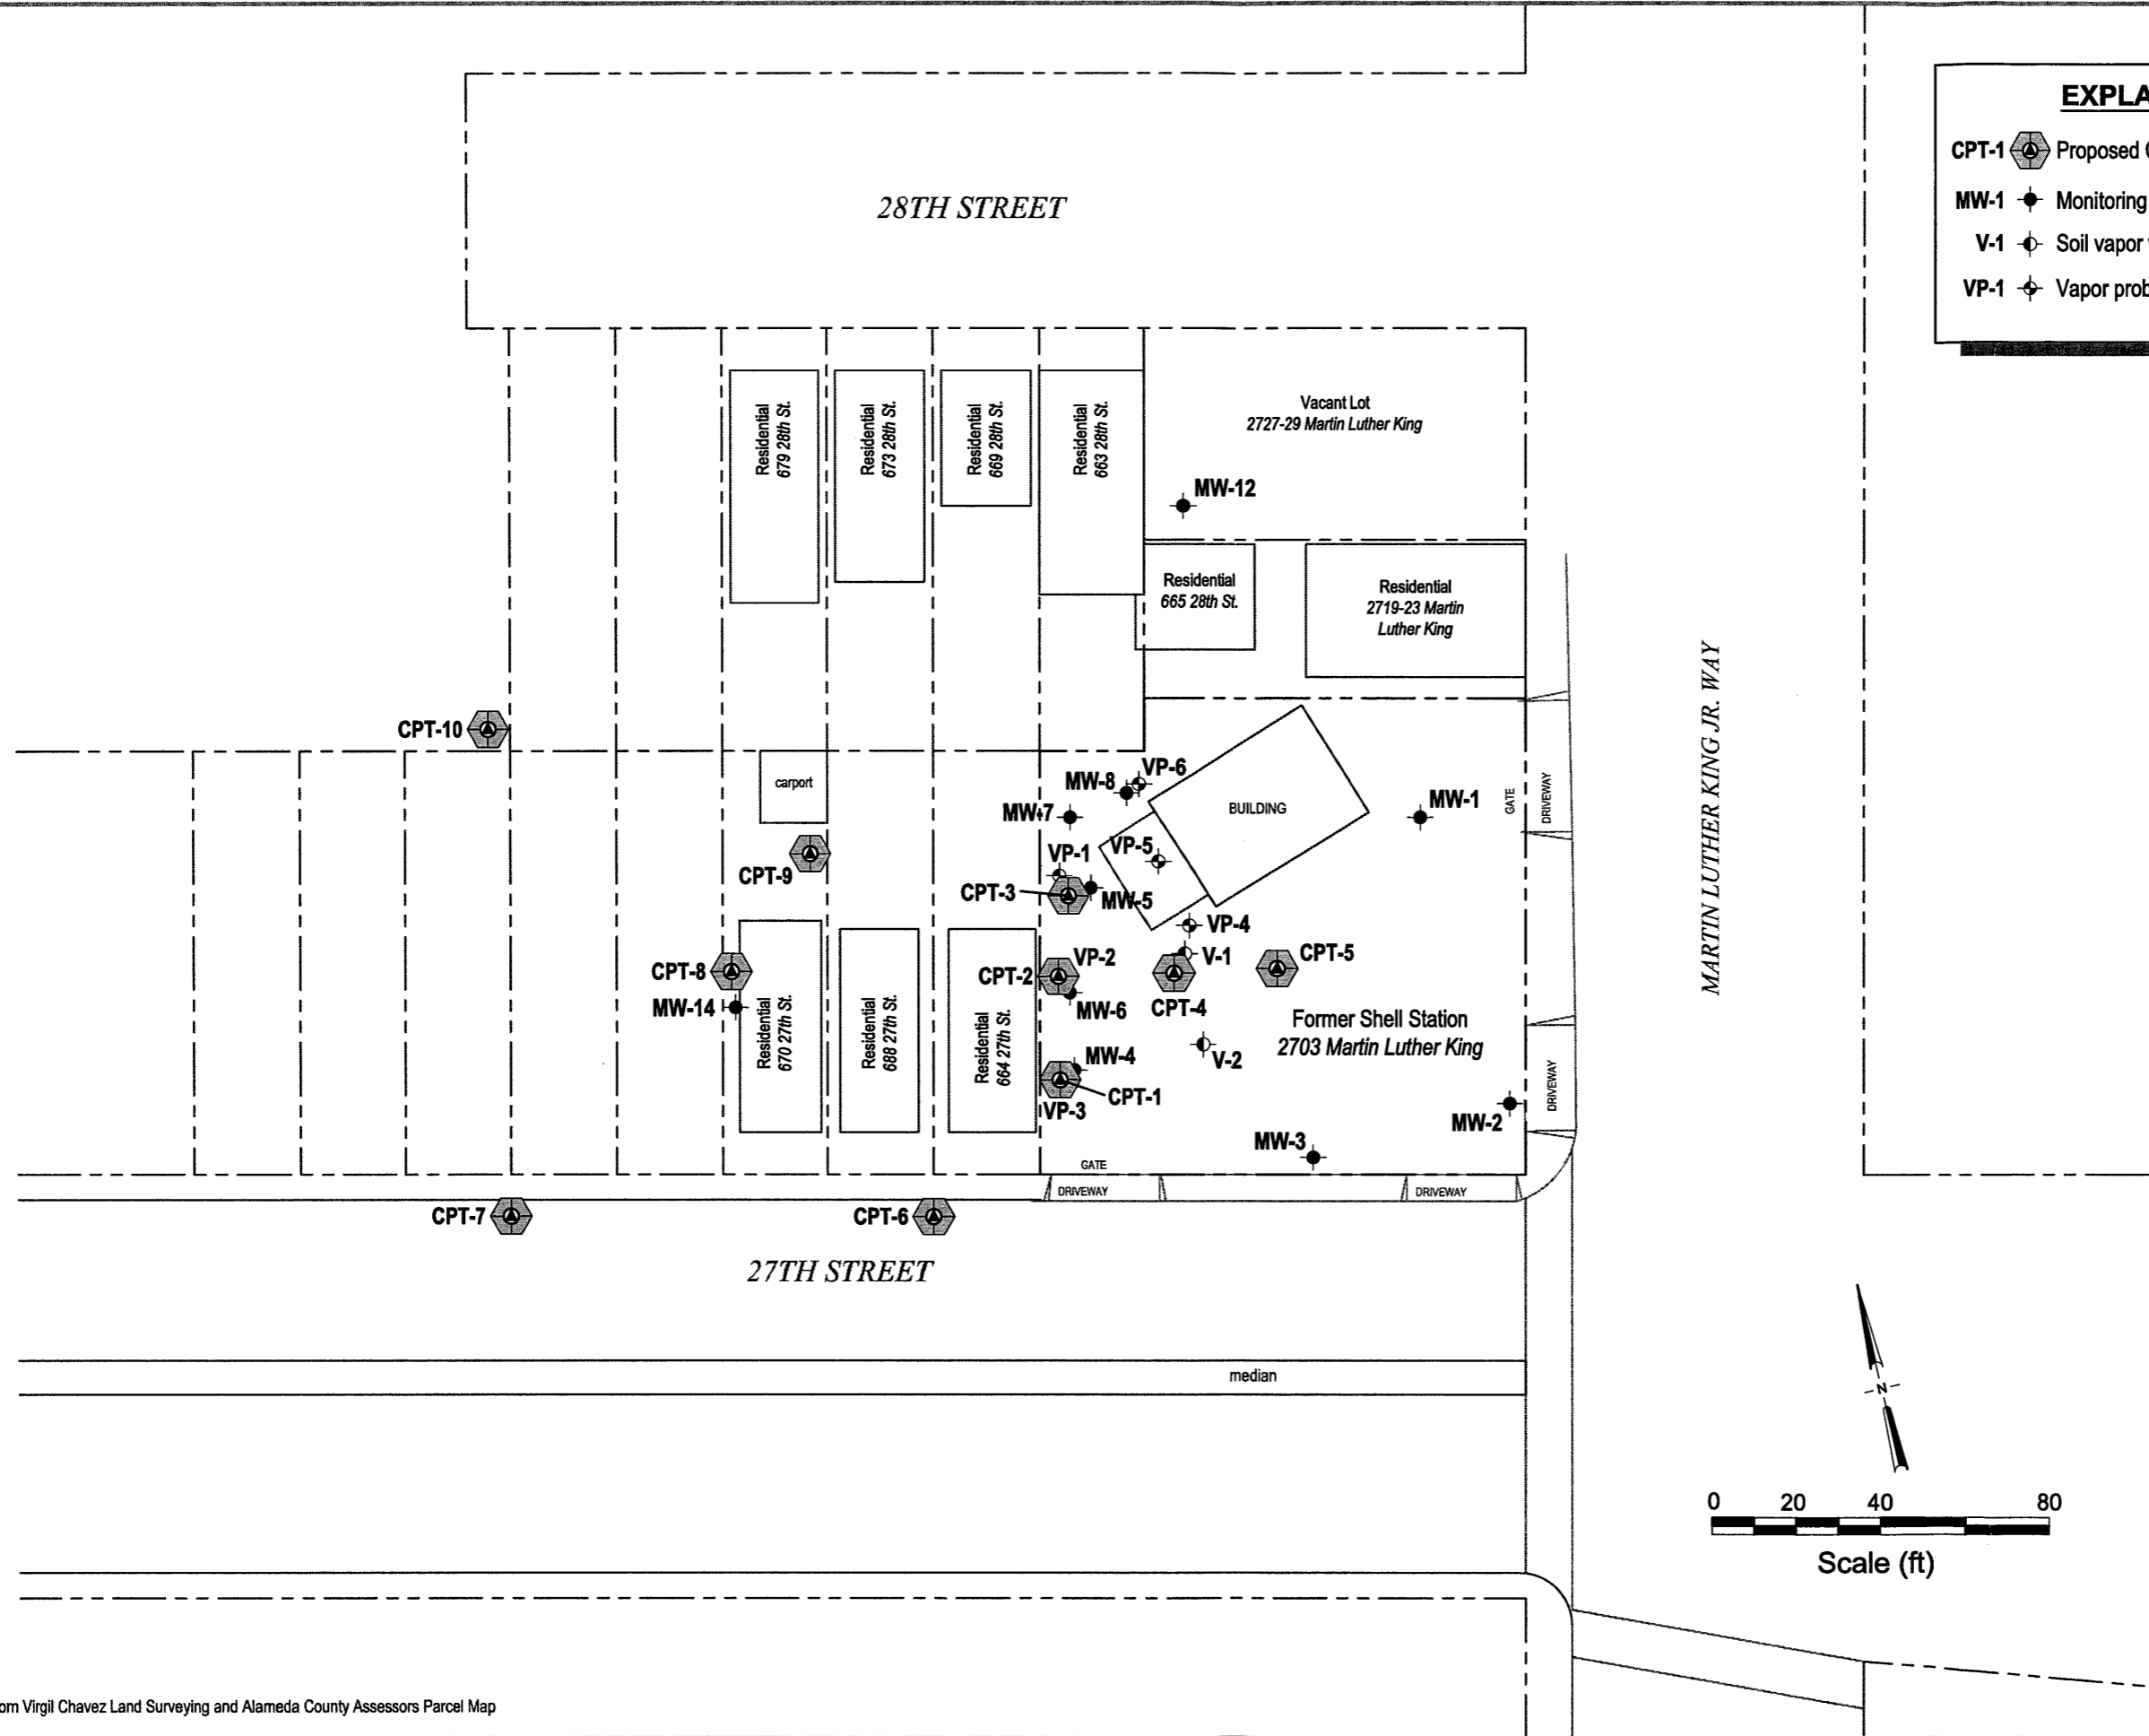 EXPLA
CPT-1 Proposed
MW-1 Monitoring
V-1 Soil vapor
VP-1 Vapor prob
28TH STREET
Residential
679 28th St.
Residential
673 28th St.
Residential
669 28th St.
Residential
663 28th St.
Vacant Lot
2727-29 Martin Luther King
MW-12
Residential
665 28th St.
Residential
2719-23 Martin
Luther King
MARTIN LUTHER KING JR. WAY
CPT-10
carport
MW-8
VP-6
MW-7
BUILDING
MW-1
GATE
DRIVEWAY
VP-5
VP-1
CPT-9
CPT-3
MW-5
VP-4
V-1
CPT-5
CPT-8
CPT-2
VP-2
MW-14
MW-6
CPT-4
Residential
670 27th St.
Residential
688 27th St.
Residential
664 27th St.
Former Shell Station
2703 Martin Luther King
V-2
MW-4
CPT-1
VP-3
MW-2
DRIVEWAY
MW-3
GATE
DRIVEWAY
DRIVEWAY
CPT-7
CPT-6
27TH STREET
median
N
0 20 40 80
Scale (ft)
om Virgil Chavez Land Surveying and Alameda County Assessors Parcel Map